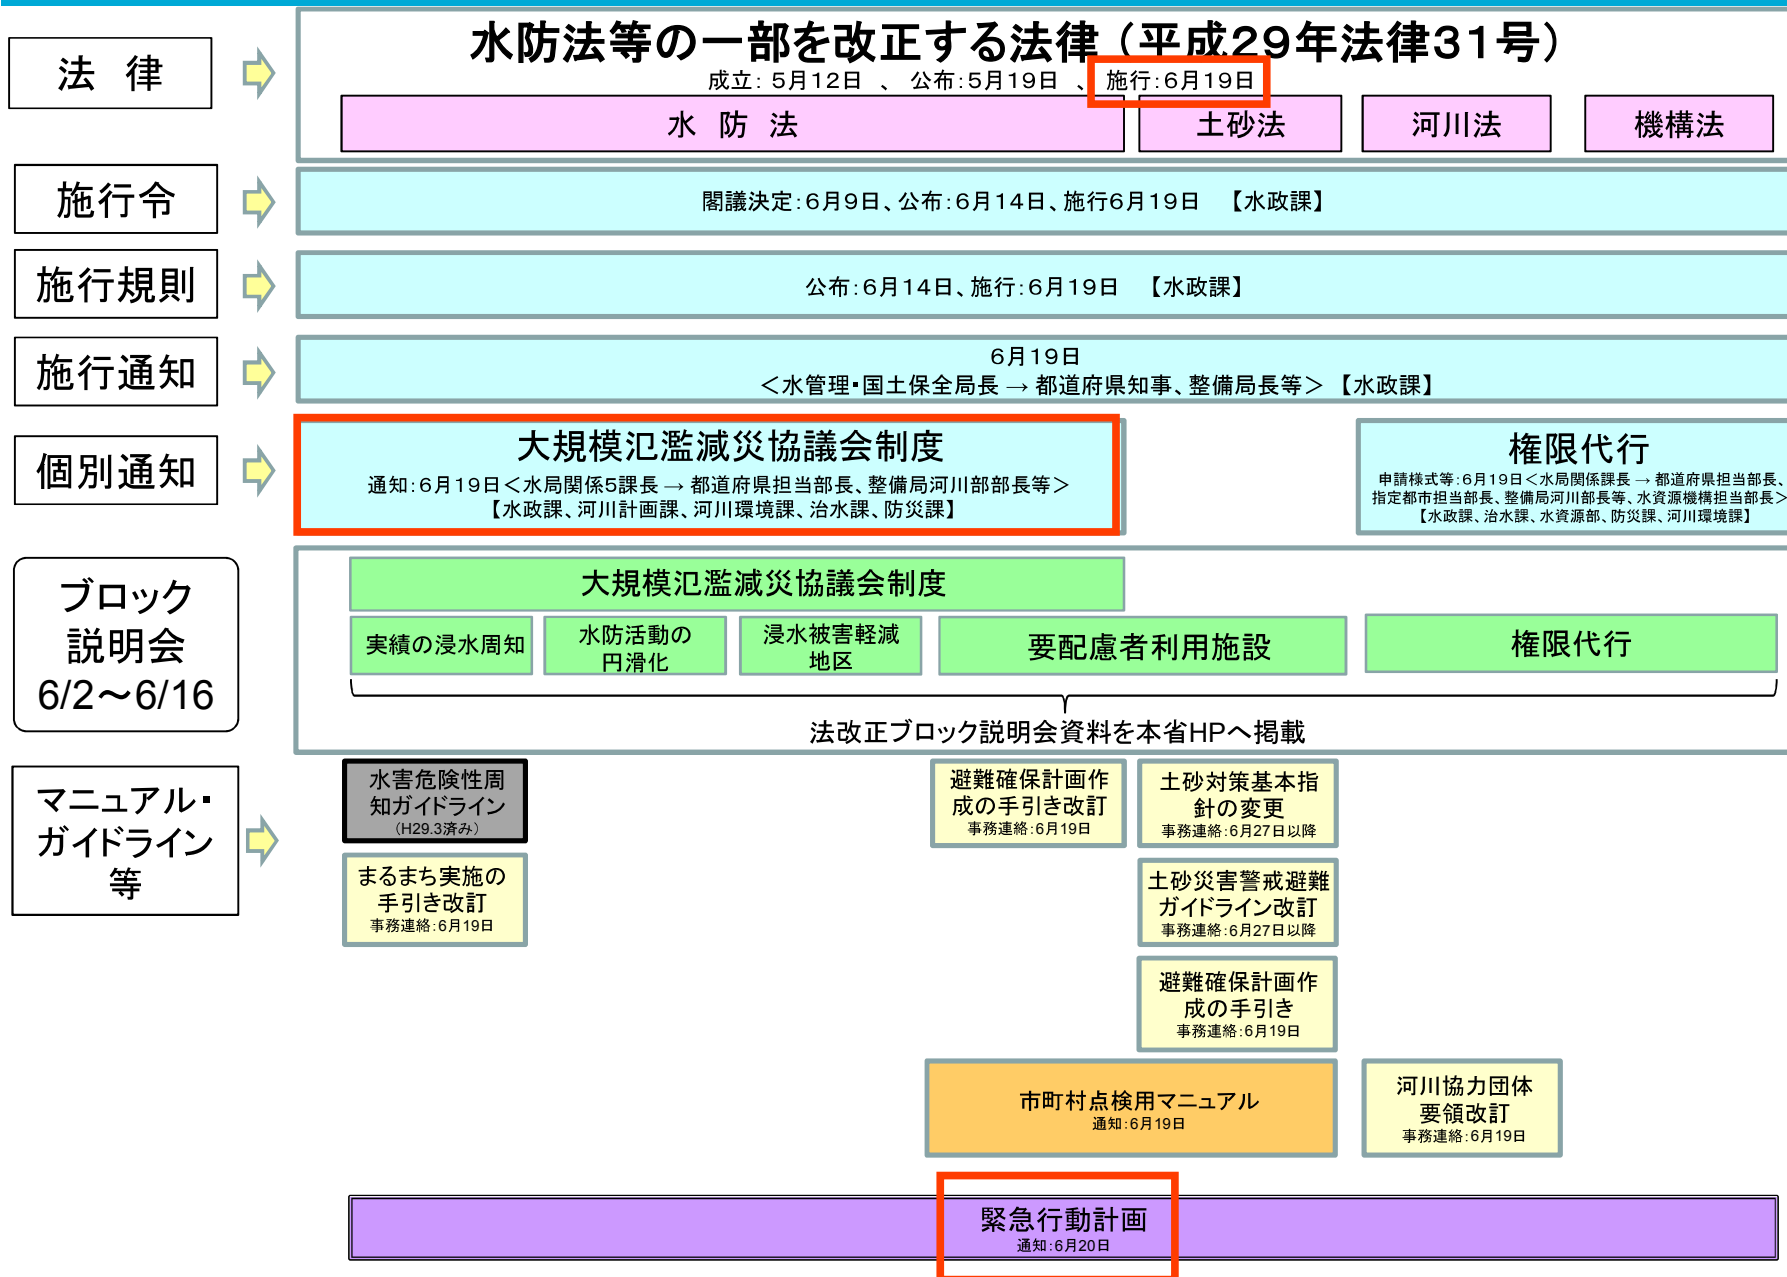 法　律
水防法等の一部を改正する法律（平成29年法律31号）
成立：5月12日　、　公布：5月19日　、　施行：6月19日
水　防　法
土砂法
河川法
機構法
施行令
閣議決定：6月9日、公布：6月14日、施行6月19日　【水政課】
施行規則
公布：6月14日、施行：6月19日　【水政課】
施行通知
6月19日
＜水管理・国土保全局長 → 都道府県知事、整備局長等＞　【水政課】
個別通知
大規模氾濫減災協議会制度
通知：6月19日＜水局関係5課長 → 都道府県担当部長、整備局河川部部長等＞
【水政課、河川計画課、河川環境課、治水課、防災課】
権限代行
申請様式等：6月19日＜水局関係課長 → 都道府県担当部長、
指定都市担当部長、整備局河川部長等、水資源機構担当部長＞
【水政課、治水課、水資源部、防災課、河川環境課】
ブロック
説明会
6/2～6/16
大規模氾濫減災協議会制度
実績の浸水周知
水防活動の
円滑化
浸水被害軽減
地区
要配慮者利用施設
権限代行
法改正ブロック説明会資料を本省HPへ掲載
マニュアル・
ガイドライン
等
水害危険性周
知ガイドライン
（H29.3済み）
まるまち実施の
手引き改訂
事務連絡：6月19日
避難確保計画作
成の手引き改訂
事務連絡：6月19日
土砂対策基本指
針の変更
事務連絡：6月27日以降
土砂災害警戒避難
ガイドライン改訂
事務連絡：6月27日以降
避難確保計画作
成の手引き
事務連絡：6月19日
市町村点検用マニュアル
通知：6月19日
河川協力団体
要領改訂
事務連絡：6月19日
緊急行動計画
通知：6月20日